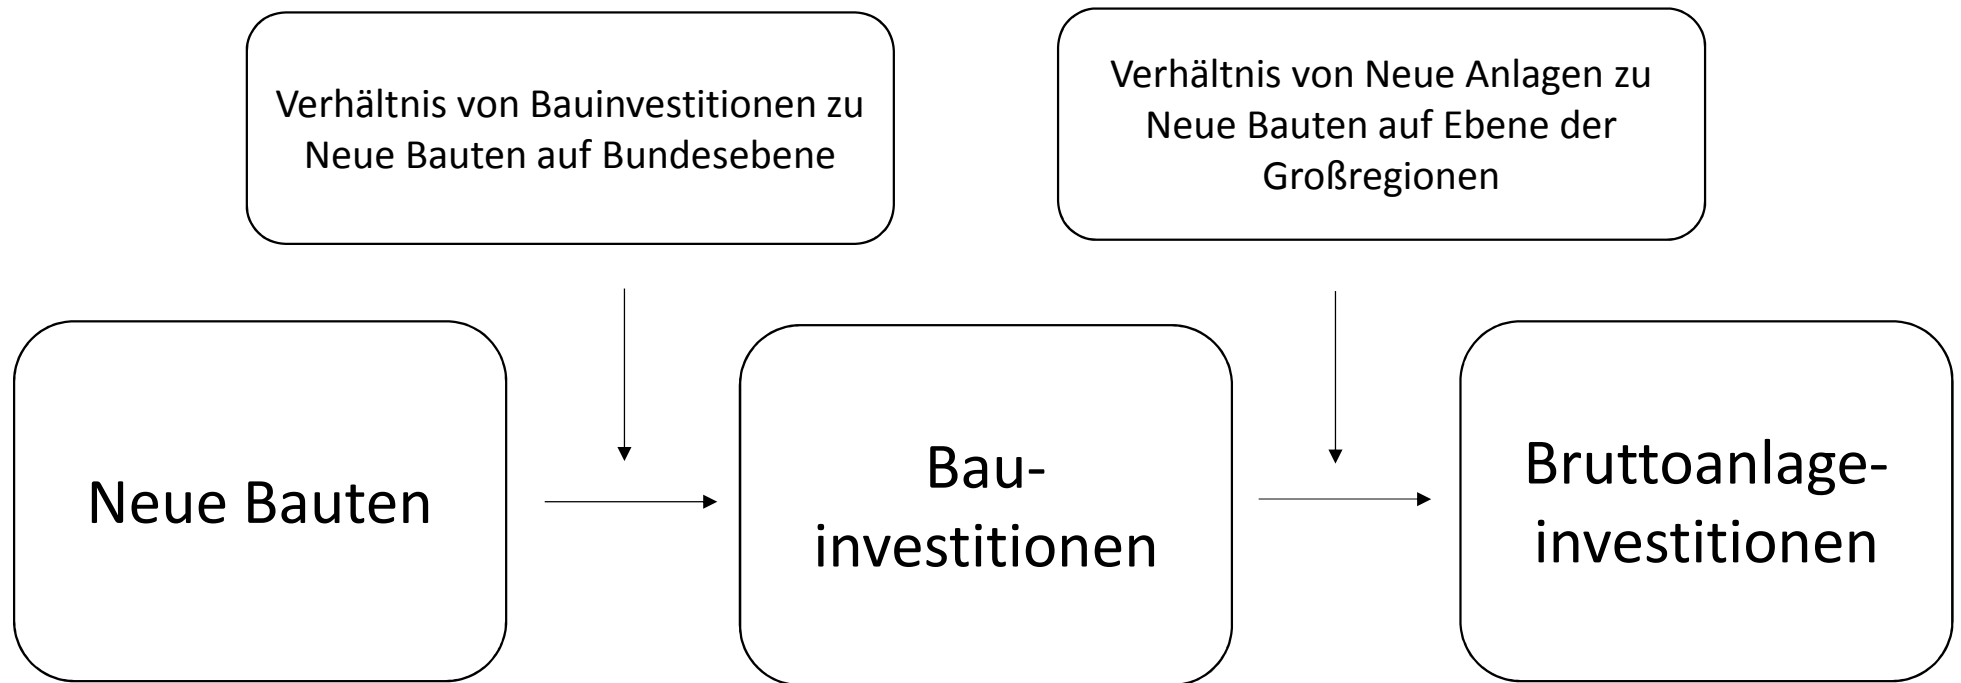 Verhältnis von Bauinvestitionen zu
Neue Bauten auf Bundesebene
Verhältnis von Neue Anlagen zu
Neue Bauten auf Ebene der
Großregionen
Neue Bauten
Bau-
investitionen
Bruttoanlage-
investitionen